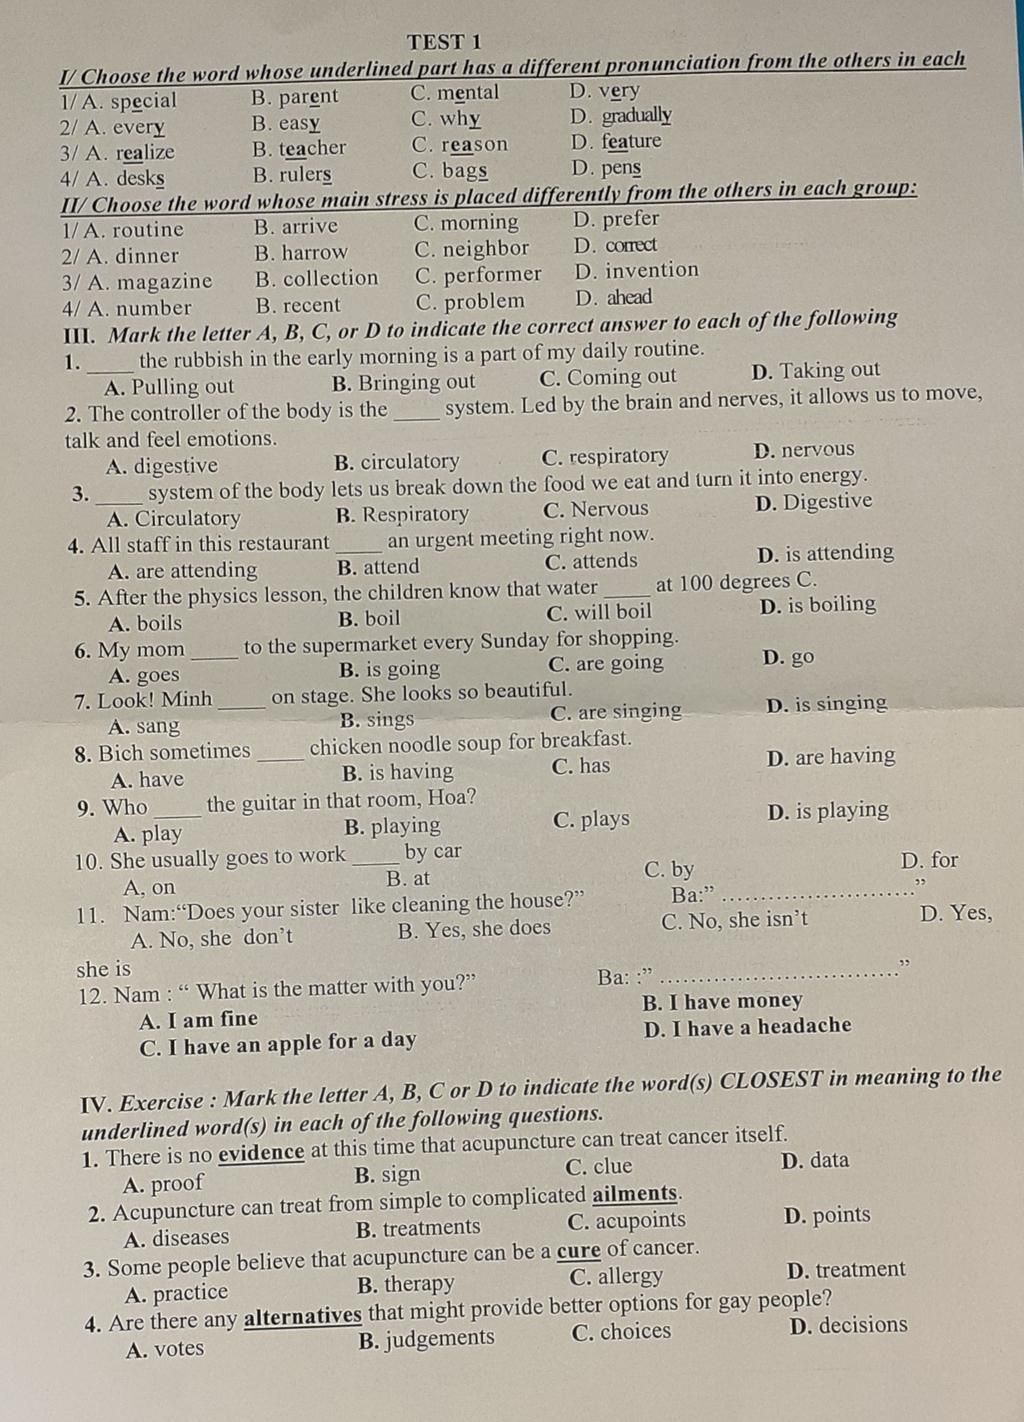 TEST 1
I/ Choose the word whose underlined part has a different pronunciation from the others in each
1/ A. special B. parent C. mental D. very
2/ A. every B. easy C. why D. gradually
3/ A. realize B. teacher C. reason D. feature
4/ A. desks B. rulers C. bags D. pens
II/ Choose the word whose main stress is placed differently from the others in each group:
1/ A. routine B. arrive C. morning D. prefer
2/ A. dinner B. harrow C. neighbor D. correct
3/ A. magazine B. collection C. performer D. invention
4/ A. number B. recent C. problem D. ahead
III. Mark the letter A, B, C, or D to indicate the correct answer to each of the following
1. _____ the rubbish in the early morning is a part of my daily routine.
A. Pulling out B. Bringing out C. Coming out D. Taking out
2. The controller of the body is the _____ system. Led by the brain and nerves, it allows us to move,
talk and feel emotions.
A. digestive B. circulatory C. respiratory D. nervous
3. _____ system of the body lets us break down the food we eat and turn it into energy.
A. Circulatory B. Respiratory C. Nervous D. Digestive
4. All staff in this restaurant _____ an urgent meeting right now.
A. are attending B. attend C. attends D. is attending
5. After the physics lesson, the children know that water _____ at 100 degrees C.
A. boils B. boil C. will boil D. is boiling
6. My mom _____ to the supermarket every Sunday for shopping.
A. goes B. is going C. are going D. go
7. Look! Minh _____ on stage. She looks so beautiful.
A. sang B. sings C. are singing D. is singing
8. Bich sometimes _____ chicken noodle soup for breakfast.
A. have B. is having C. has D. are having
9. Who _____ the guitar in that room, Hoa?
A. play B. playing C. plays D. is playing
10. She usually goes to work _____ by car
A, on B. at C. by D. for
11. Nam:“Does your sister like cleaning the house?” Ba:” ..............................”
A. No, she don’t B. Yes, she does C. No, she isn’t D. Yes,
she is
12. Nam : “ What is the matter with you?” Ba: :” ..............................”
A. I am fine B. I have money
C. I have an apple for a day D. I have a headache
IV. Exercise : Mark the letter A, B, C or D to indicate the word(s) CLOSEST in meaning to the
underlined word(s) in each of the following questions.
1. There is no evidence at this time that acupuncture can treat cancer itself.
A. proof B. sign C. clue D. data
2. Acupuncture can treat from simple to complicated ailments.
A. diseases B. treatments C. acupoints D. points
3. Some people believe that acupuncture can be a cure of cancer.
A. practice B. therapy C. allergy D. treatment
4. Are there any alternatives that might provide better options for gay people?
A. votes B. judgements C. choices D. decisions